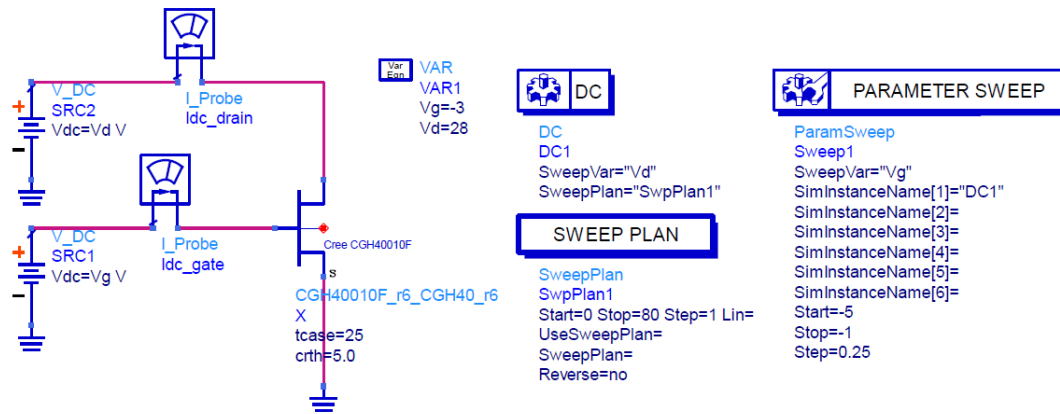 V_DC
SRC2
Vdc=Vd V
I_Probe
Idc_drain
V_DC
SRC1
Vdc=Vg V
I_Probe
Idc_gate
Cree CGH40010F
S
CGH40010F_r6_CGH40_r6
X
tcase=25
crth=5.0
Var
Eqn
VAR
VAR1
Vg=-3
Vd=28
DC
DC
DC1
SweepVar="Vd"
SweepPlan="SwpPlan1"
SWEEP PLAN
SweepPlan
SwpPlan1
Start=0 Stop=80 Step=1 Lin=
UseSweepPlan=
SweepPlan=
Reverse=no
PARAMETER SWEEP
ParamSweep
Sweep1
SweepVar="Vg"
SimInstanceName[1]="DC1"
SimInstanceName[2]=
SimInstanceName[3]=
SimInstanceName[4]=
SimInstanceName[5]=
SimInstanceName[6]=
Start=-5
Stop=-1
Step=0.25